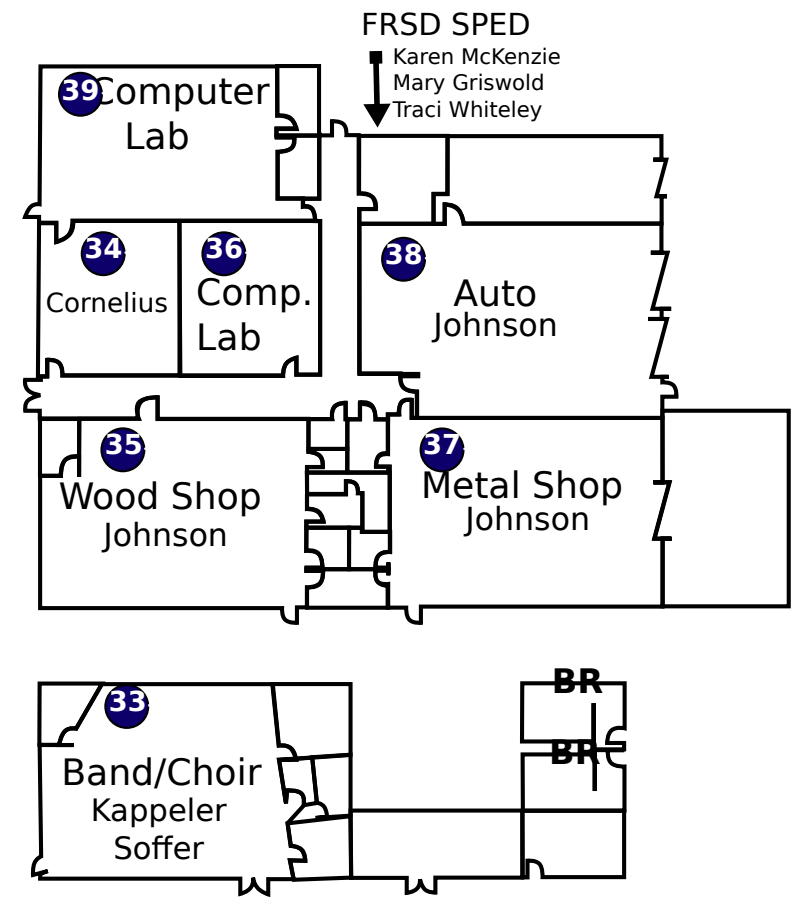 FRSD SPED
Karen McKenzie
Mary Griswold
Traci Whiteley
39
Computer
Lab
34
Cornelius
36
Comp.
Lab
38
Auto
Johnson
35
Wood Shop
Johnson
37
Metal Shop
Johnson
33
Band/Choir
Kappeler
Soffer
BR
BR